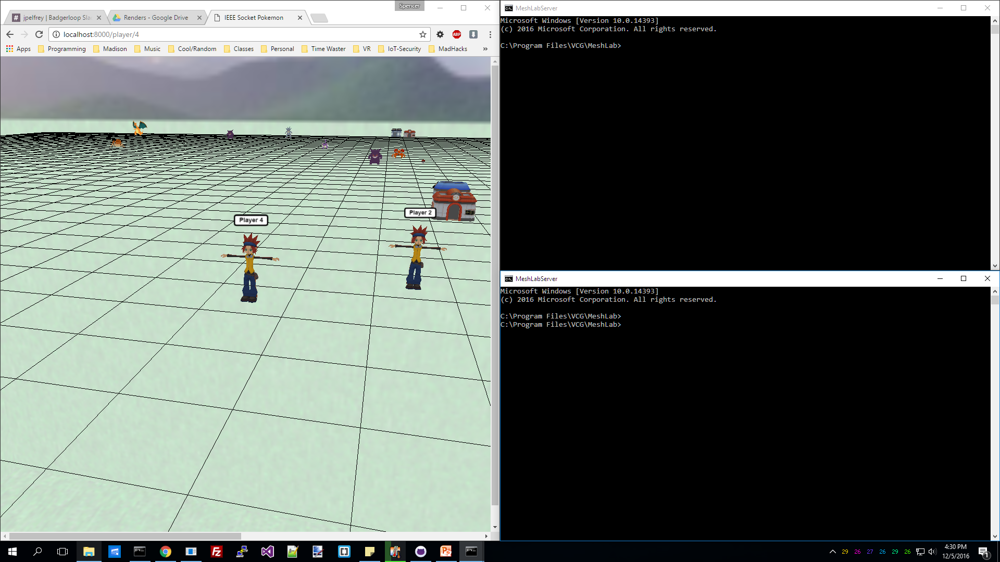 Spencer
jpelfrey | Badgerloop Sla
Renders - Google Drive
IEEE Socket Pokemon
localhost:8000/player/4
ABP
Apps
Programming
Madison
Music
Cool/Random
Classes
Personal
Time Waster
VR
IoT-Security
MadHacks
»
Player 4
Player 2
MeshLabServer
Microsoft Windows [Version 10.0.14393]
(c) 2016 Microsoft Corporation. All rights reserved.
C:\Program Files\VCG\MeshLab>
MeshLabServer
Microsoft Windows [Version 10.0.14393]
(c) 2016 Microsoft Corporation. All rights reserved.
C:\Program Files\VCG\MeshLab>
C:\Program Files\VCG\MeshLab>
29 26 27 26 29 26
4:30 PM
12/5/2016
1